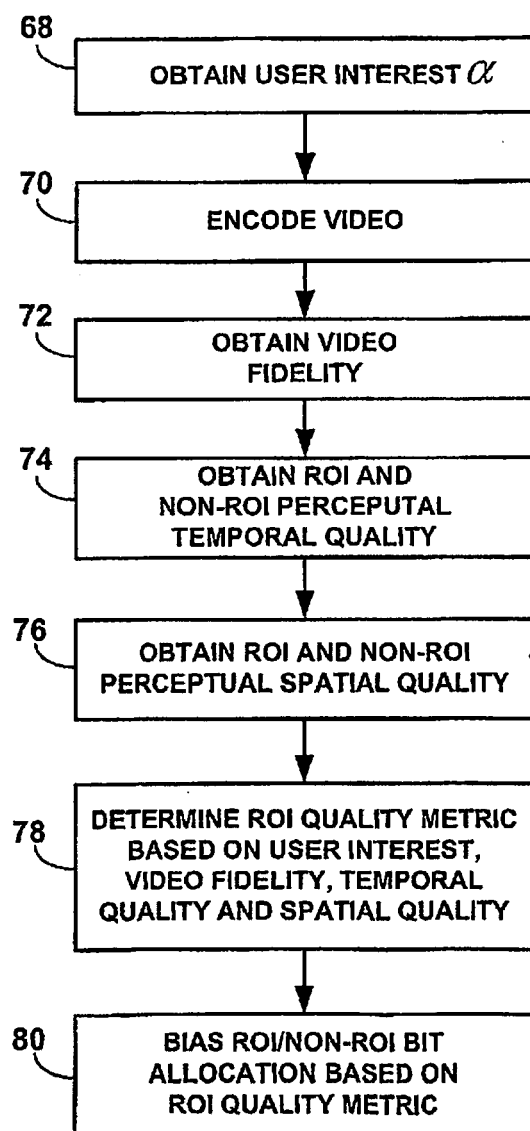 68
OBTAIN USER INTEREST α
70
ENCODE VIDEO
72
OBTAIN VIDEO
FIDELITY
74
OBTAIN ROI AND
NON-ROI PERCEPUTAL
TEMPORAL QUALITY
76
OBTAIN ROI AND NON-ROI
PERCEPTUAL SPATIAL QUALITY
78
DETERMINE ROI QUALITY METRIC
BASED ON USER INTEREST,
VIDEO FIDELITY, TEMPORAL
QUALITY AND SPATIAL QUALITY
80
BIAS ROI/NON-ROI BIT
ALLOCATION BASED ON
ROI QUALITY METRIC